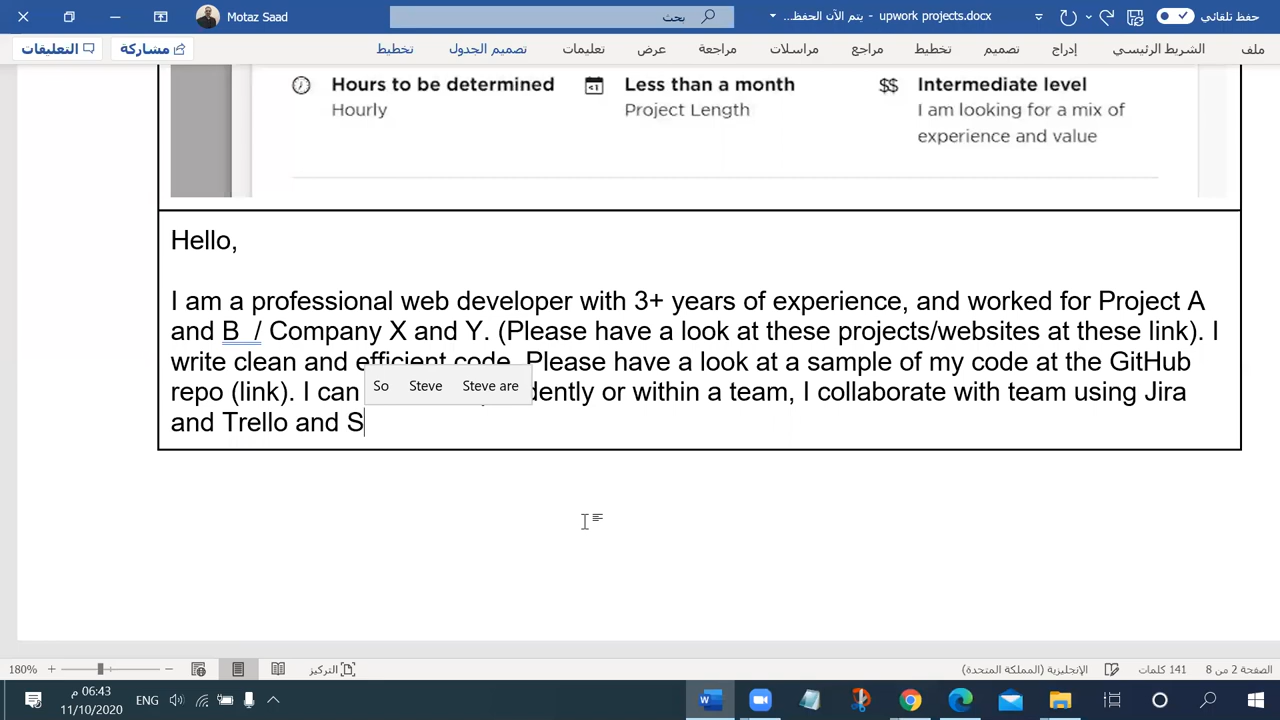 Motaz Saad
بحث
upwork projects.docx - يتم الآن الحفظ...
حفظ تلقائي
ملف
الشريط الرئيسي
إدراج
تصميم
تخطيط
مراجع
مراسلات
مراجعة
عرض
تعليمات
تصميم الجدول
تخطيط
مشاركة
التعليقات
Hours to be determined
Hourly
<1
Less than a month
Project Length
$$
Intermediate level
I am looking for a mix of
experience and value
Hello,
I am a professional web developer with 3+ years of experience, and worked for Project A
and B / Company X and Y. (Please have a look at these projects/websites at these link). I
write clean and efficient code. Please have a look at a sample of my code at the GitHub
repo (link). I can dently or within a team, I collaborate with team using Jira
and Trello and S
So Steve Steve are
الصفحة 2 من 8
141 كلمات
الإنجليزية (المملكة المتحدة)
التركيز
180%
ENG
06:43 م
11/10/2020